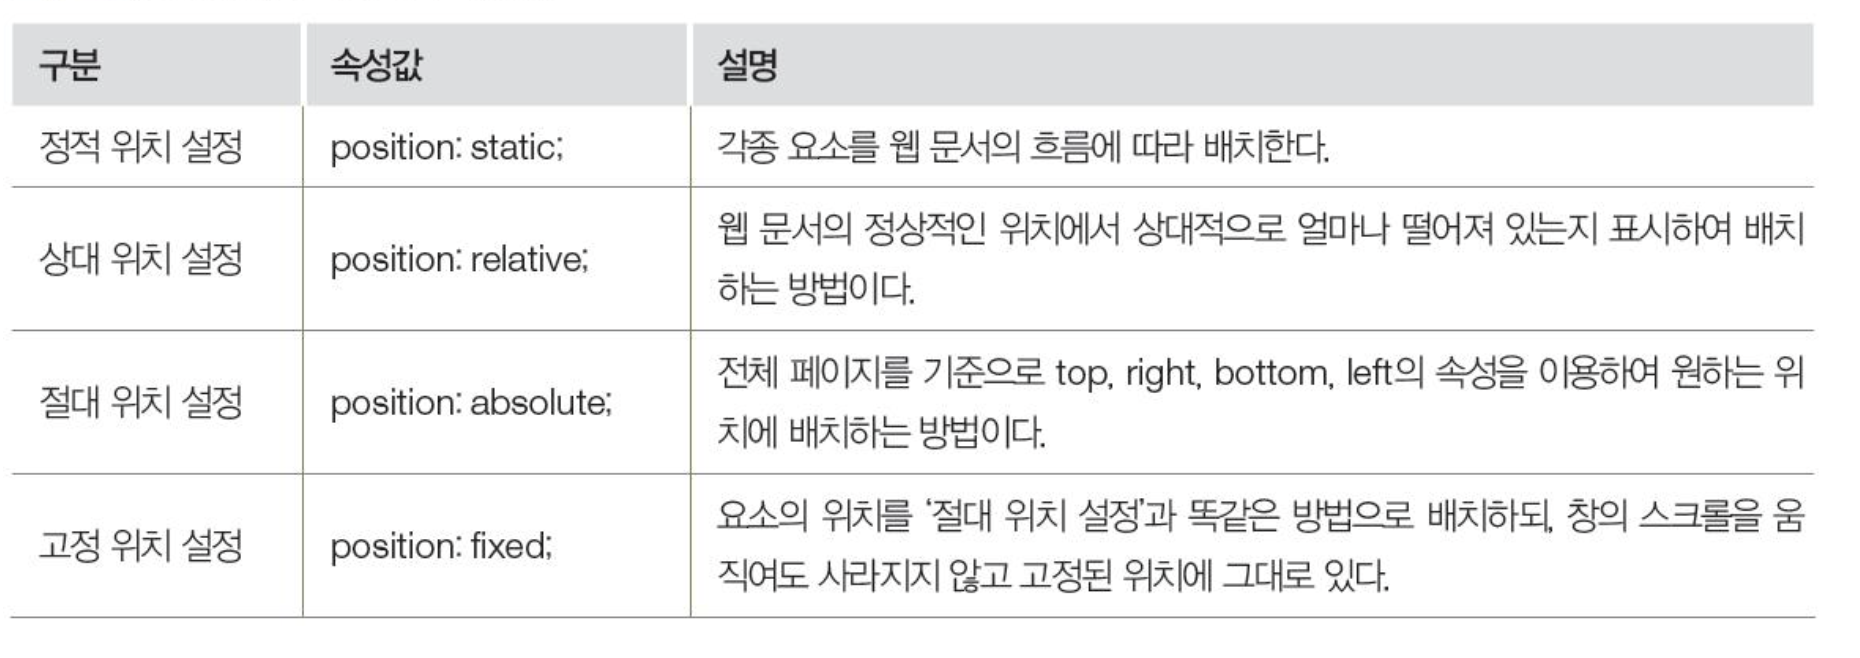 구분 속성값 설명
정적 위치 설정 position: static; 각종 요소를 웹 문서의 흐름에 따라 배치한다.
상대 위치 설정 position: relative; 웹 문서의 정상적인 위치에서 상대적으로 얼마나 떨어져 있는지 표시하여 배치
하는 방법이다.
절대 위치 설정 position: absolute; 전체 페이지를 기준으로 top, right, bottom, left의 속성을 이용하여 원하는 위
치에 배치하는 방법이다.
고정 위치 설정 position: fixed; 요소의 위치를 ‘절대 위치 설정’과 똑같은 방법으로 배치하되, 창의 스크롤을 움
직여도 사라지지 않고 고정된 위치에 그대로 있다.